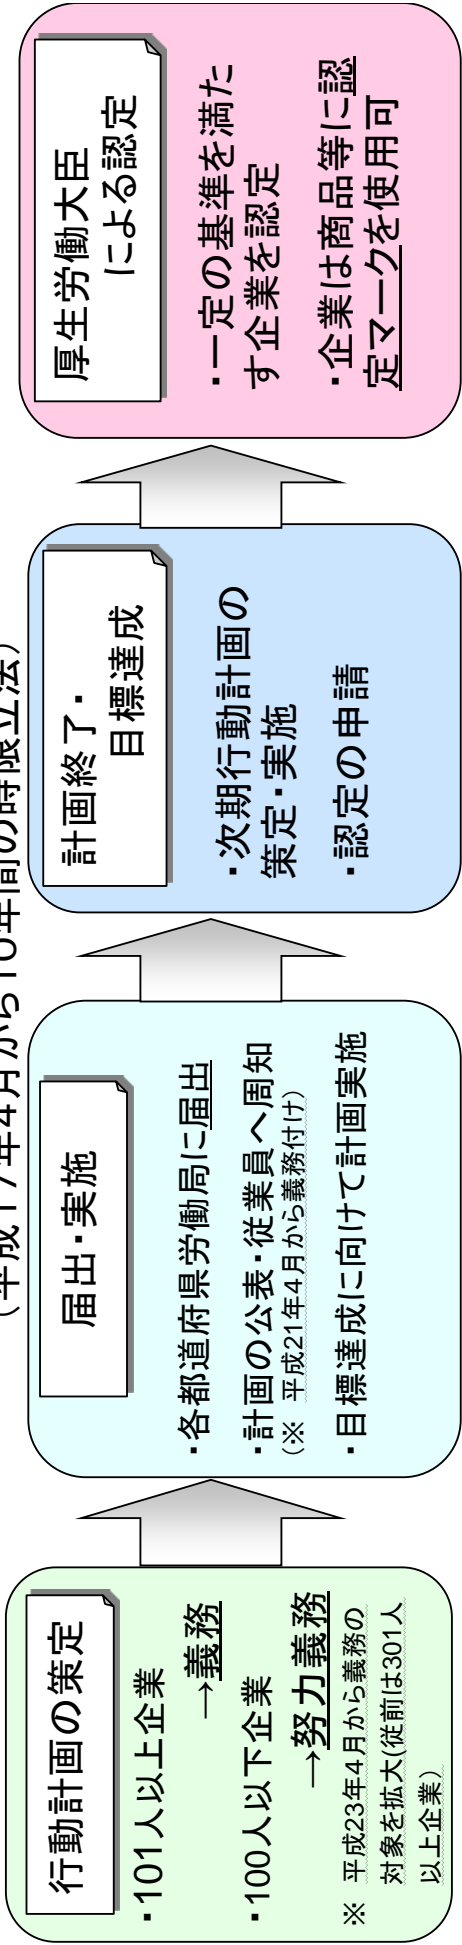 (平成17年4月から10年間の時限立法)
行動計画の策定
・101人以上企業
→義務
・100人以下企業
→努力義務
※ 平成23年4月から義務の
対象を拡大(従前は301人
以上企業)
届出・実施
・各都道府県労働局に届出
・計画の公表・従業員へ周知
(※ 平成21年4月から義務付け)
・目標達成に向けて計画実施
計画終了・
目標達成
・次期行動計画の
策定・実施
・認定の申請
厚生労働大臣
による認定
・一定の基準を満た
す企業を認定
・企業は商品等に認
定マークを使用可